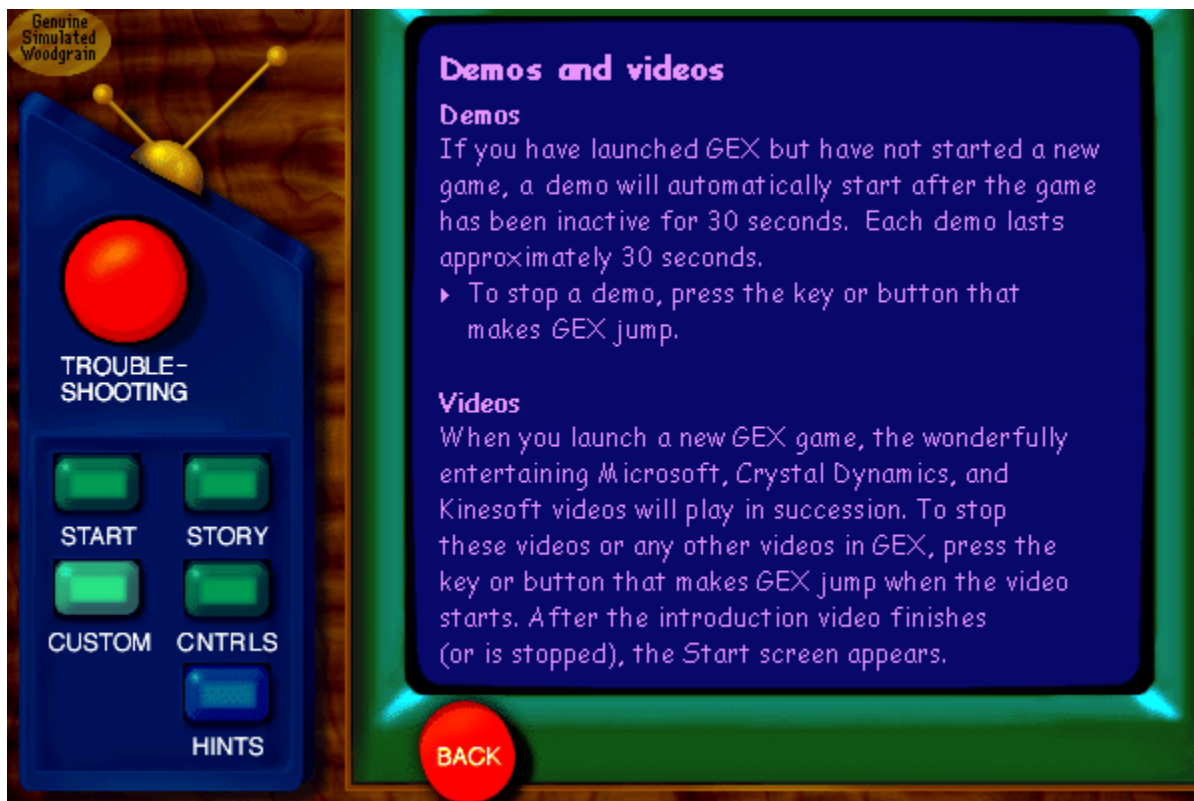 Genuine
Simulated
Woodgrain
TROUBLE-
SHOOTING
START STORY
CUSTOM CNTRLS
HINTS
Demos and videos
Demos
If you have launched GEX but have not started a new
game, a demo will automatically start after the game
has been inactive for 30 seconds. Each demo lasts
approximately 30 seconds.
▸ To stop a demo, press the key or button that
makes GEX jump.
Videos
When you launch a new GEX game, the wonderfully
entertaining Microsoft, Crystal Dynamics, and
Kinesoft videos will play in succession. To stop
these videos or any other videos in GEX, press the
key or button that makes GEX jump when the video
starts. After the introduction video finishes
(or is stopped), the Start screen appears.
BACK